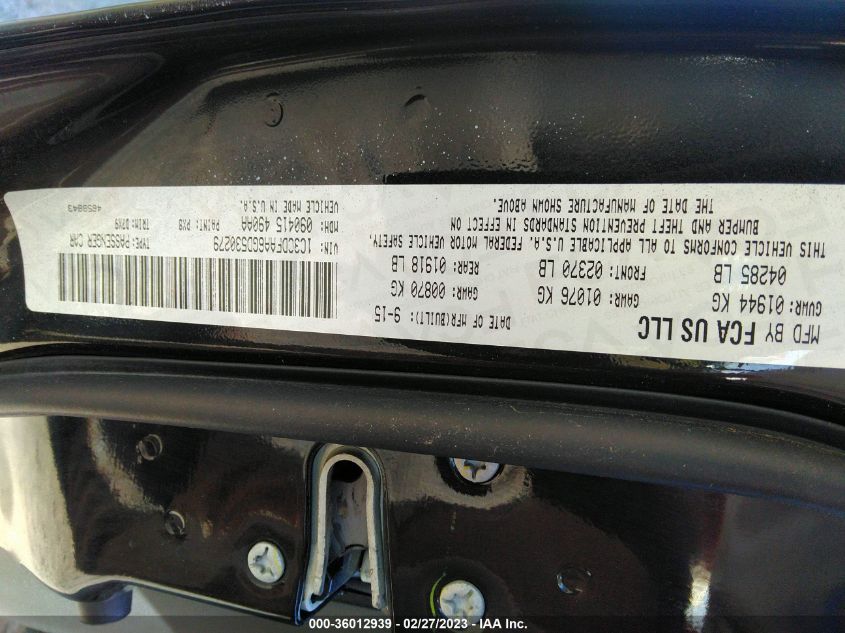 MFD BY FCA US LLC
DATE OF MFR(BUILT): 9-15
GVWR: 01944 KG
04285 LB
GAWR: 01076 KG
FRONT: 02370 LB
GAWR: 00870 KG
REAR: 01918 LB
THIS VEHICLE CONFORMS TO ALL APPLICABLE U.S.A. FEDERAL MOTOR VEHICLE SAFETY,
BUMPER AND THEFT PREVENTION STANDARDS IN EFFECT ON
THE DATE OF MANUFACTURE SHOWN ABOVE.
VIN: 1C3CDFAA6GD530279
TYPE: PASSENGER CAR
MDH: 090415 490AA
PAINT: PX8
TRIM: D7X9
VEHICLE MADE IN U.S.A.
000-36012939 - 02/27/2023 - IAA Inc.